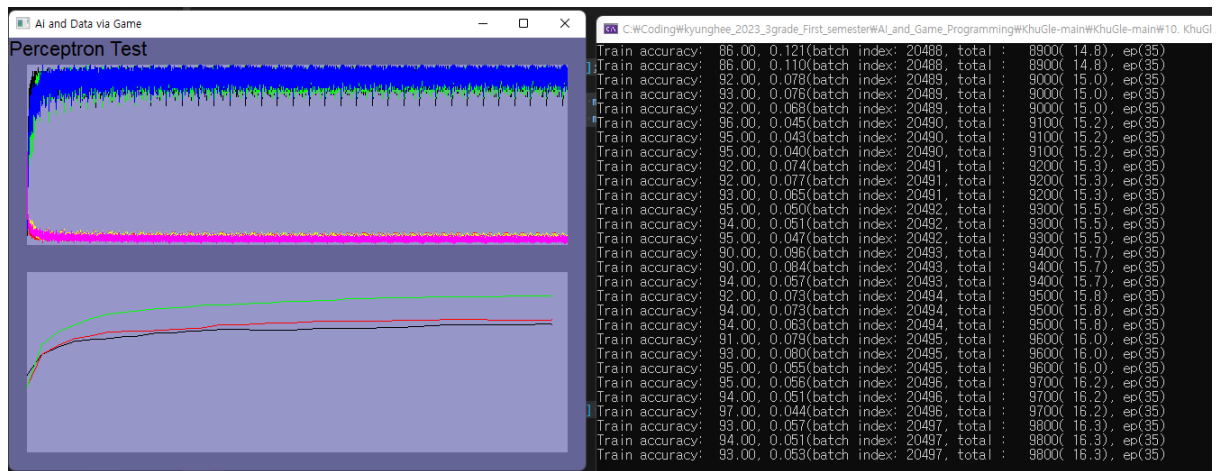 Ai and Data via Game
Perceptron Test
C:₩Coding₩kyunghee_2023_3grade_First_semester₩AI_and_Game_Programming₩KhuGle-main₩KhuGle-main₩10. KhuGl
Train accuracy: 86.00, 0.121(batch index: 20488, total : 8900( 14.8), ep(35)
Train accuracy: 86.00, 0.110(batch index: 20488, total : 8900( 14.8), ep(35)
Train accuracy: 92.00, 0.078(batch index: 20489, total : 9000( 15.0), ep(35)
Train accuracy: 93.00, 0.076(batch index: 20489, total : 9000( 15.0), ep(35)
Train accuracy: 92.00, 0.065(batch index: 20489, total : 9000( 15.0), ep(35)
Train accuracy: 96.00, 0.045(batch index: 20490, total : 9100( 15.2), ep(35)
Train accuracy: 95.00, 0.043(batch index: 20490, total : 9100( 15.2), ep(35)
Train accuracy: 95.00, 0.040(batch index: 20490, total : 9100( 15.2), ep(35)
Train accuracy: 92.00, 0.074(batch index: 20491, total : 9200( 15.3), ep(35)
Train accuracy: 92.00, 0.077(batch index: 20491, total : 9200( 15.3), ep(35)
Train accuracy: 93.00, 0.065(batch index: 20491, total : 9200( 15.3), ep(35)
Train accuracy: 95.00, 0.050(batch index: 20492, total : 9300( 15.5), ep(35)
Train accuracy: 94.00, 0.051(batch index: 20492, total : 9300( 15.5), ep(35)
Train accuracy: 95.00, 0.047(batch index: 20492, total : 9300( 15.5), ep(35)
Train accuracy: 90.00, 0.096(batch index: 20493, total : 9400( 15.7), ep(35)
Train accuracy: 90.00, 0.084(batch index: 20493, total : 9400( 15.7), ep(35)
Train accuracy: 94.00, 0.057(batch index: 20493, total : 9400( 15.7), ep(35)
Train accuracy: 92.00, 0.073(batch index: 20494, total : 9500( 15.8), ep(35)
Train accuracy: 94.00, 0.073(batch index: 20494, total : 9500( 15.8), ep(35)
Train accuracy: 94.00, 0.063(batch index: 20494, total : 9500( 15.8), ep(35)
Train accuracy: 91.00, 0.079(batch index: 20495, total : 9600( 16.0), ep(35)
Train accuracy: 93.00, 0.080(batch index: 20495, total : 9600( 16.0), ep(35)
Train accuracy: 95.00, 0.055(batch index: 20495, total : 9600( 16.0), ep(35)
Train accuracy: 95.00, 0.056(batch index: 20496, total : 9700( 16.2), ep(35)
Train accuracy: 94.00, 0.051(batch index: 20496, total : 9700( 16.2), ep(35)
Train accuracy: 97.00, 0.044(batch index: 20496, total : 9700( 16.2), ep(35)
Train accuracy: 93.00, 0.057(batch index: 20497, total : 9800( 16.3), ep(35)
Train accuracy: 94.00, 0.051(batch index: 20497, total : 9800( 16.3), ep(35)
Train accuracy: 93.00, 0.053(batch index: 20497, total : 9800( 16.3), ep(35)